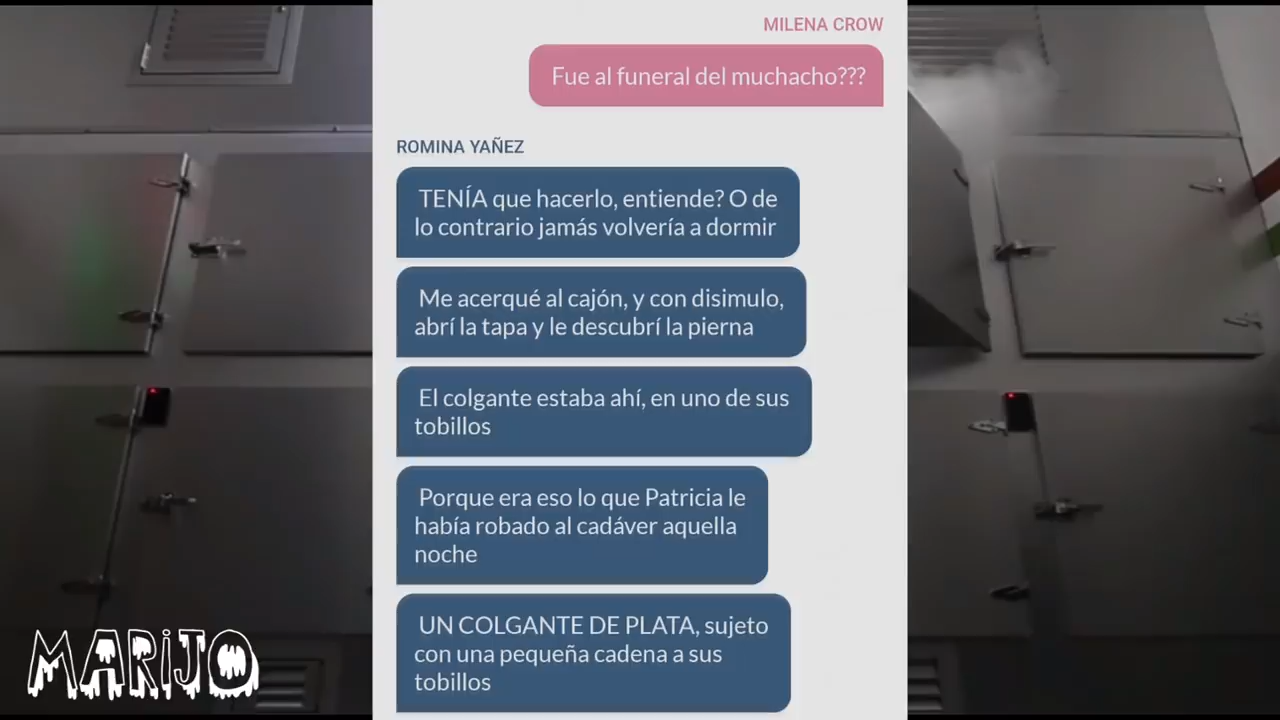 MILENA CROW
Fue al funeral del muchacho???
ROMINA YAÑEZ
TENÍA que hacerlo, entiende? O de
lo contrario jamás volvería a dormir
Me acerqué al cajón, y con disimulo,
abrí la tapa y le descubrí la pierna
El colgante estaba ahí, en uno de sus
tobillos
Porque era eso lo que Patricia le
había robado al cadáver aquella
noche
UN COLGANTE DE PLATA, sujeto
con una pequeña cadena a sus
tobillos
MARiJO